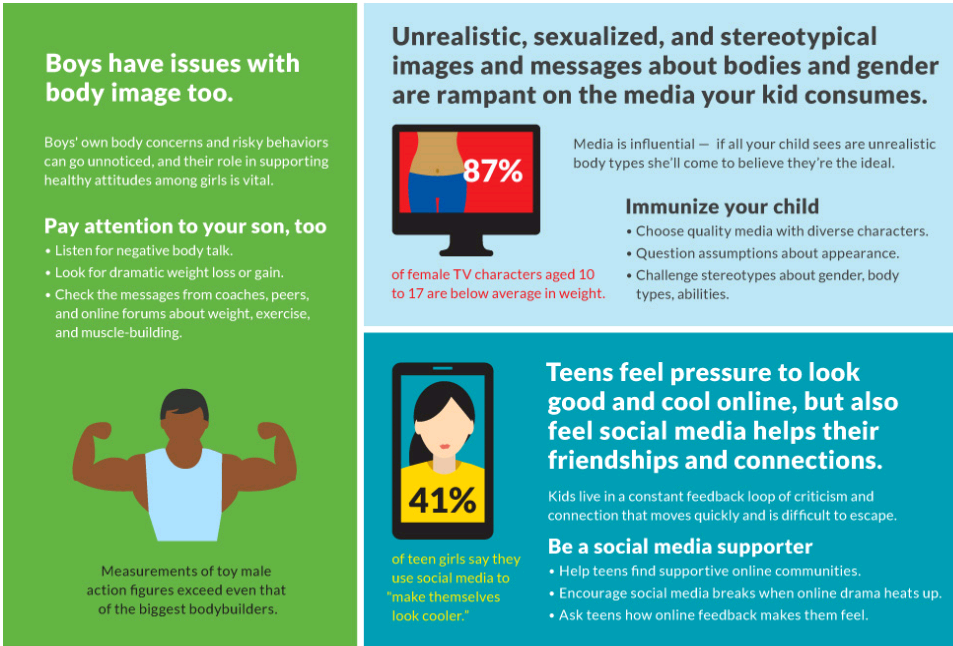 Boys have issues with
body image too.
Boys' own body concerns and risky behaviors
can go unnoticed, and their role in supporting
healthy attitudes among girls is vital.
Pay attention to your son, too
• Listen for negative body talk.
• Look for dramatic weight loss or gain.
• Check the messages from coaches, peers,
and online forums about weight, exercise,
and muscle-building.
Measurements of toy male
action figures exceed even that
of the biggest bodybuilders.
Unrealistic, sexualized, and stereotypical
images and messages about bodies and gender
are rampant on the media your kid consumes.
87%
of female TV characters aged 10
to 17 are below average in weight.
Media is influential — if all your child sees are unrealistic
body types she'll come to believe they're the ideal.
Immunize your child
• Choose quality media with diverse characters.
• Question assumptions about appearance.
• Challenge stereotypes about gender, body
types, abilities.
41%
of teen girls say they
use social media to
"make themselves
look cooler."
Teens feel pressure to look
good and cool online, but also
feel social media helps their
friendships and connections.
Kids live in a constant feedback loop of criticism and
connection that moves quickly and is difficult to escape.
Be a social media supporter
• Help teens find supportive online communities.
• Encourage social media breaks when online drama heats up.
• Ask teens how online feedback makes them feel.